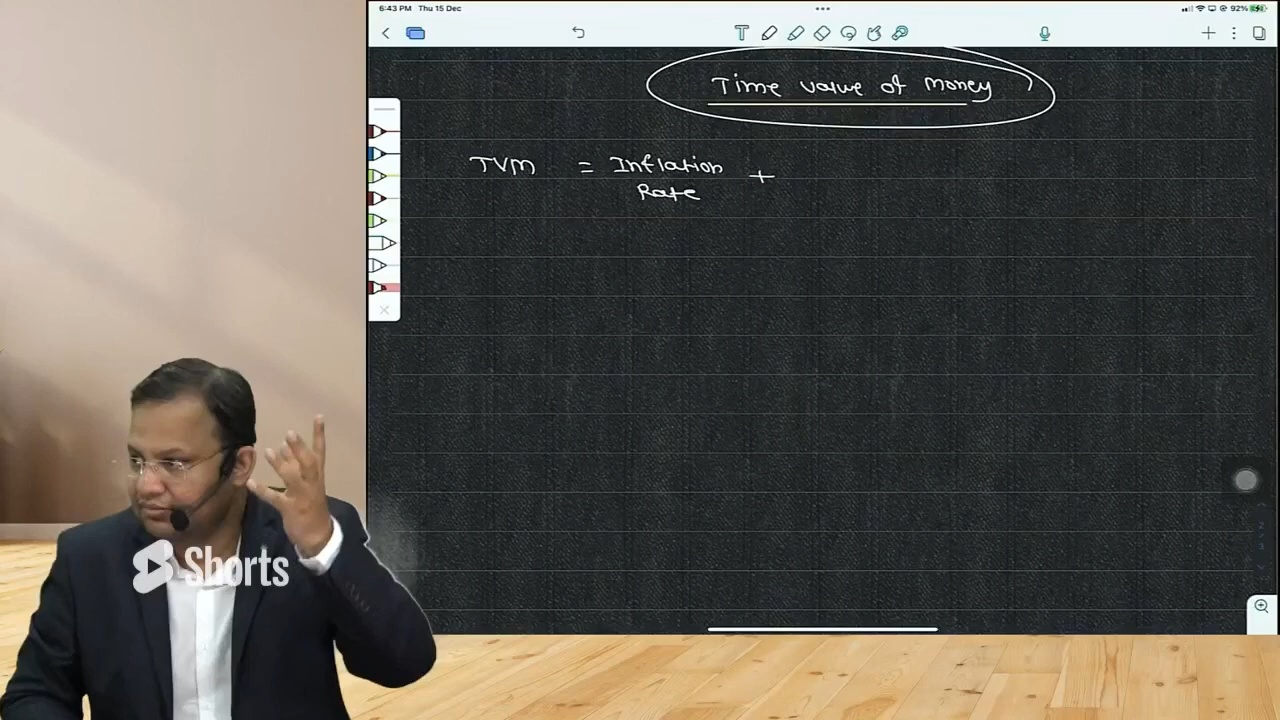 6:43 PM Thu 15 Dec
92%
T
Time value of money
TVM = Inflation +
Rate
Shorts